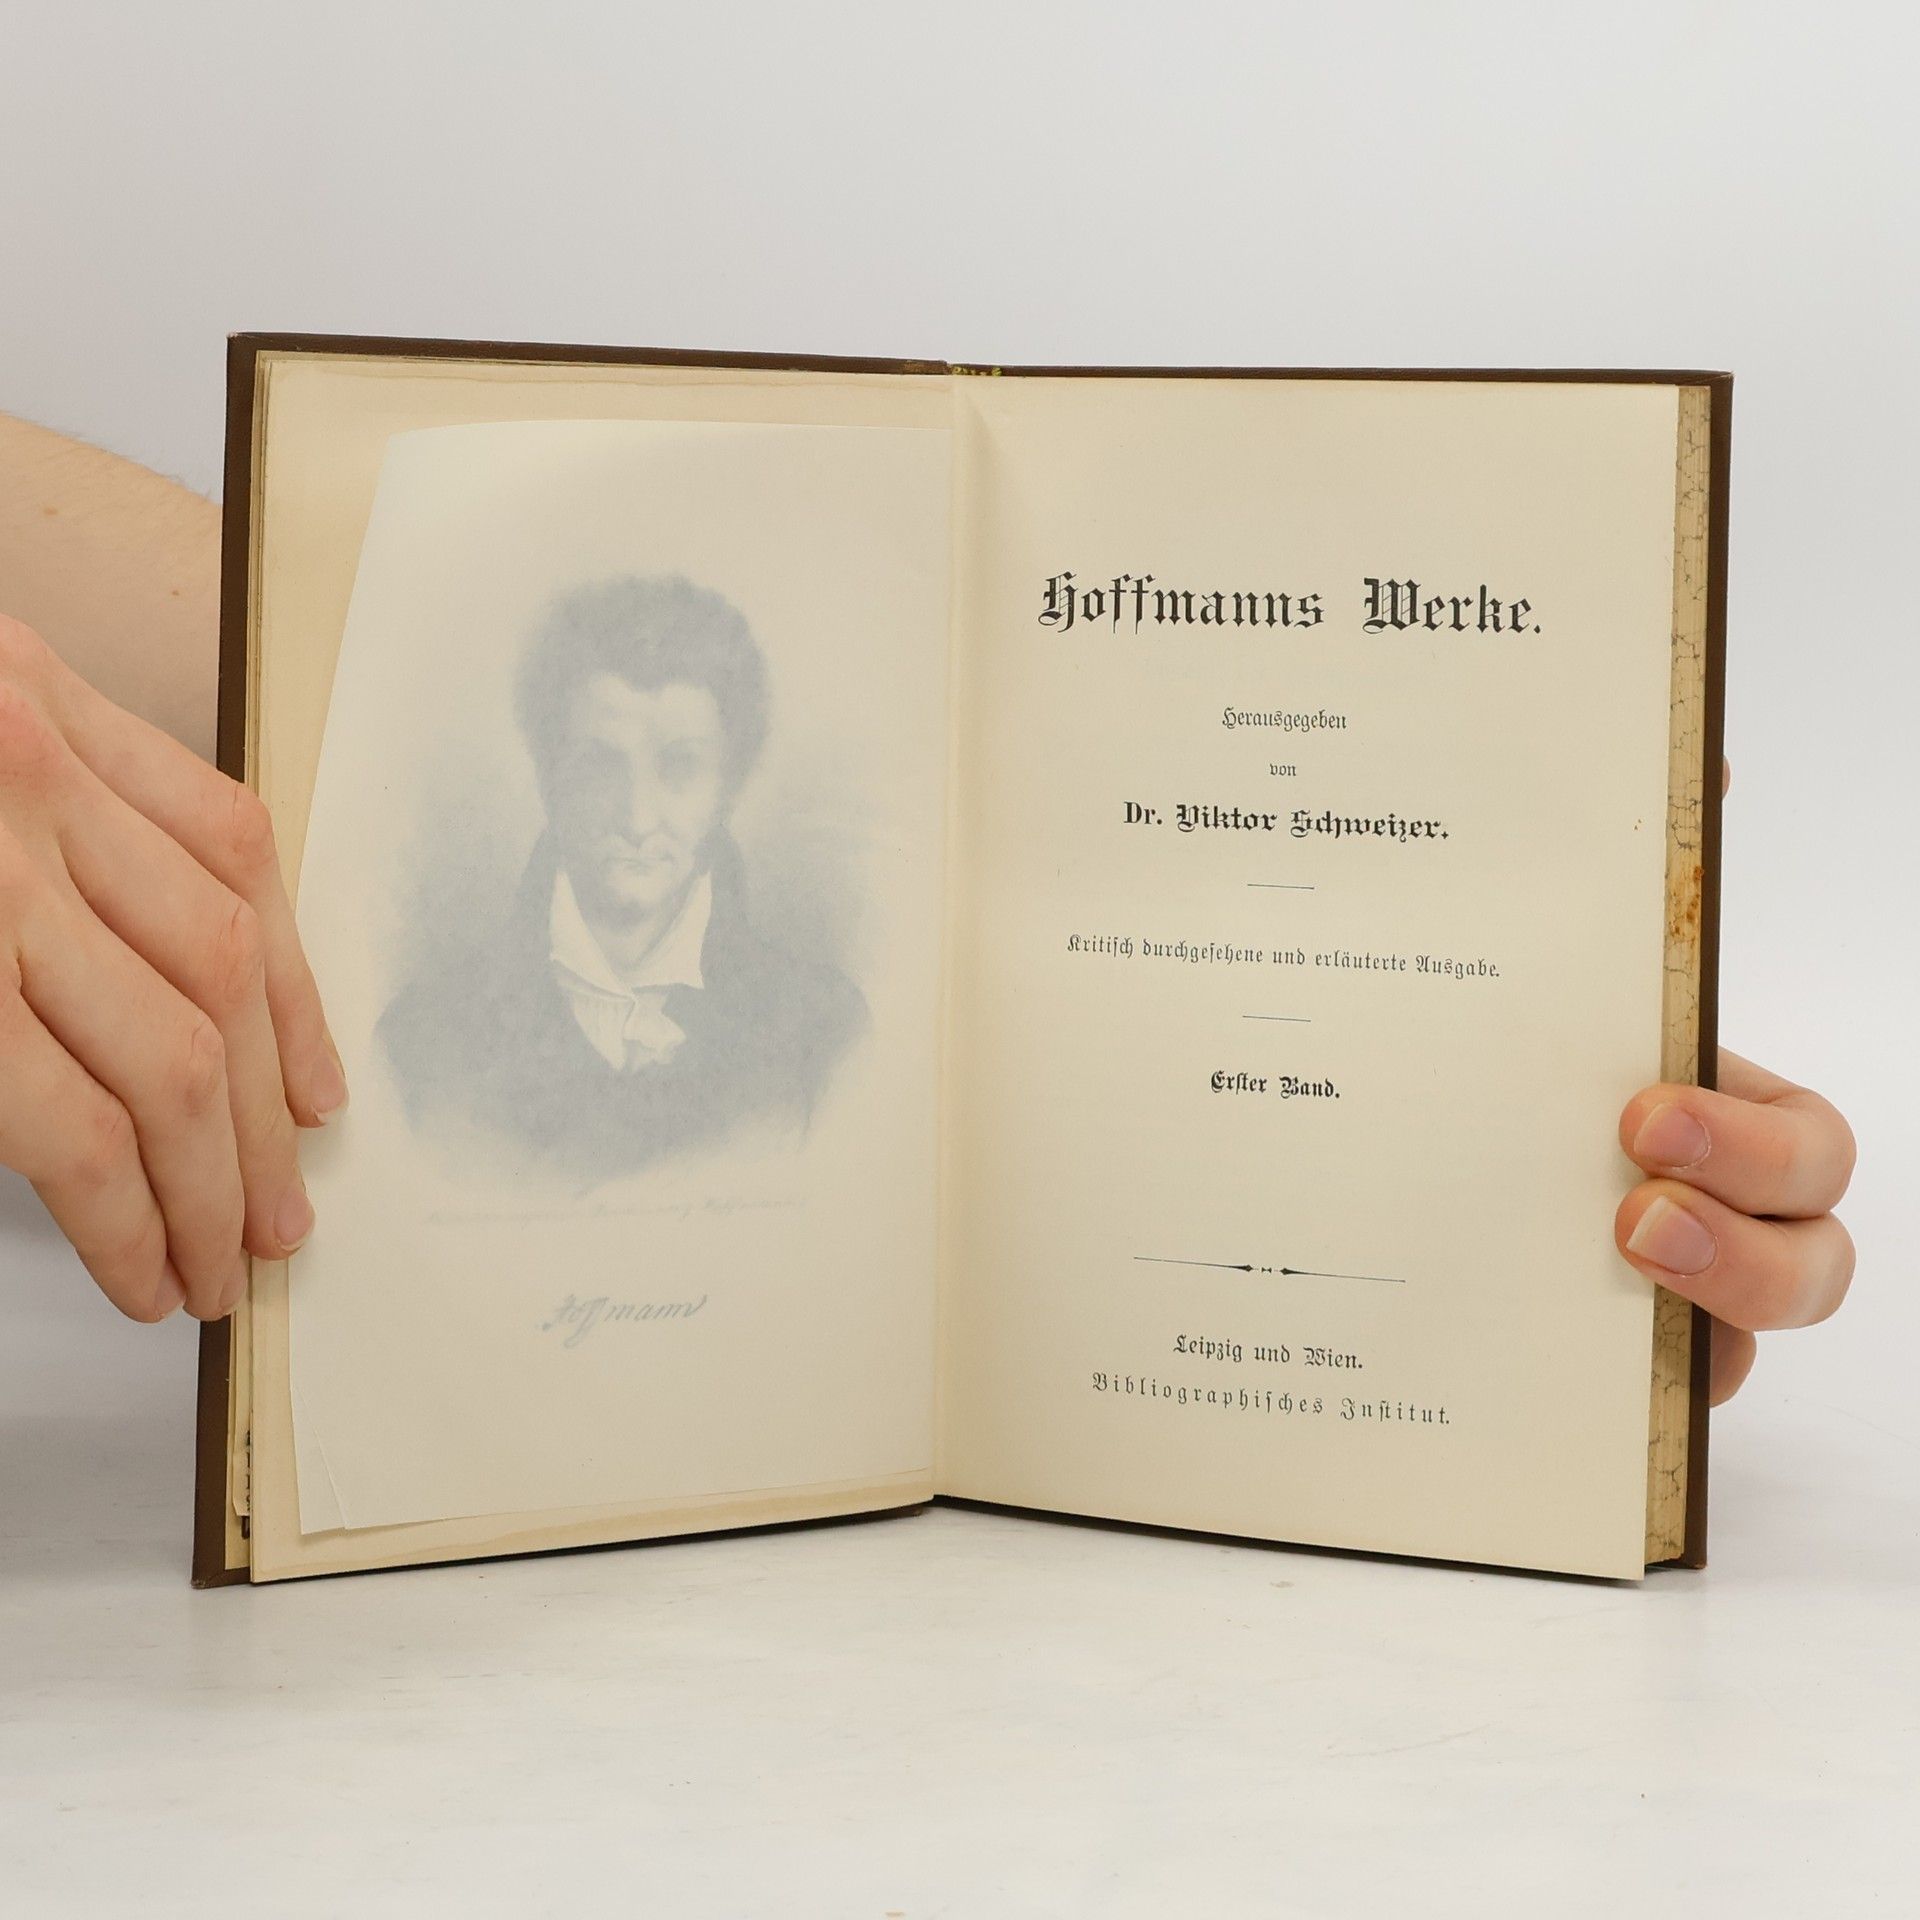 Hoffmann
Hoffmanns Werke.
Herausgegeben
von
Dr. Viktor Schweizer.
Kritiſch durchgeſehene und erläuterte Ausgabe.
Erſter Band.
Leipzig und Wien.
Bibliographiſches Inſtitut.